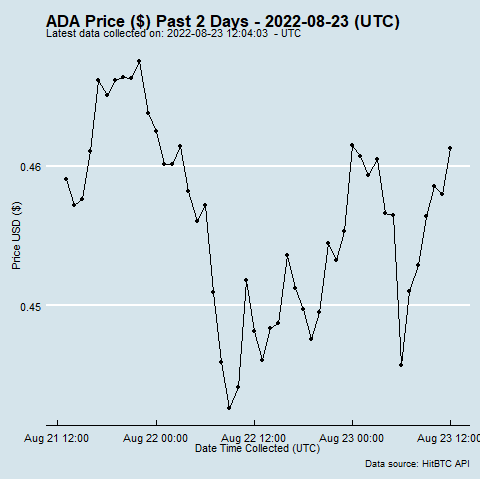 ADA Price ($) Past 2 Days - 2022-08-23 (UTC)
Latest data collected on: 2022-08-23 12:04:03 - UTC
0.46
Price USD ($)
0.45
Aug 21 12:00 Aug 22 00:00 Aug 22 12:00 Aug 23 00:00 Aug 23 12:00
Date Time Collected (UTC)
Data source: HitBTC API